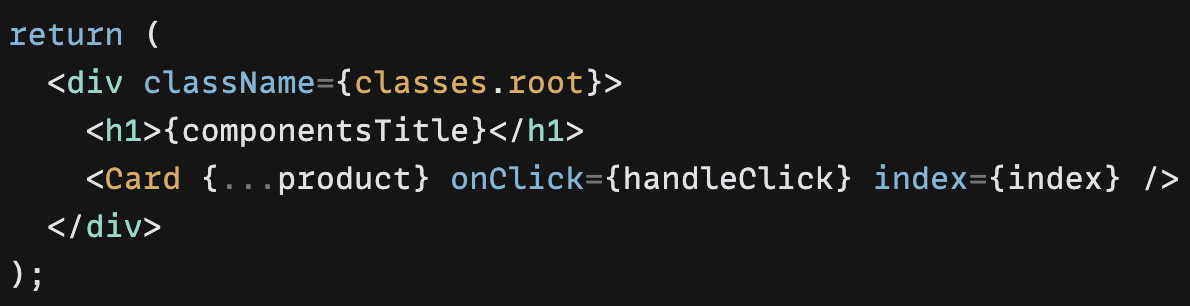 return (
  <div className={classes.root}>
    <h1>{componentsTitle}</h1>
    <Card {...product} onClick={handleClick} index={index} />
  </div>
);